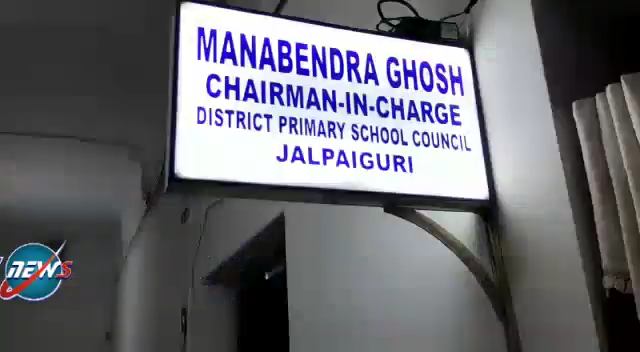 MANABENDRA GHOSH
CHAIRMAN-IN-CHARGE
DISTRICT PRIMARY SCHOOL COUNCIL
JALPAIGURI
news